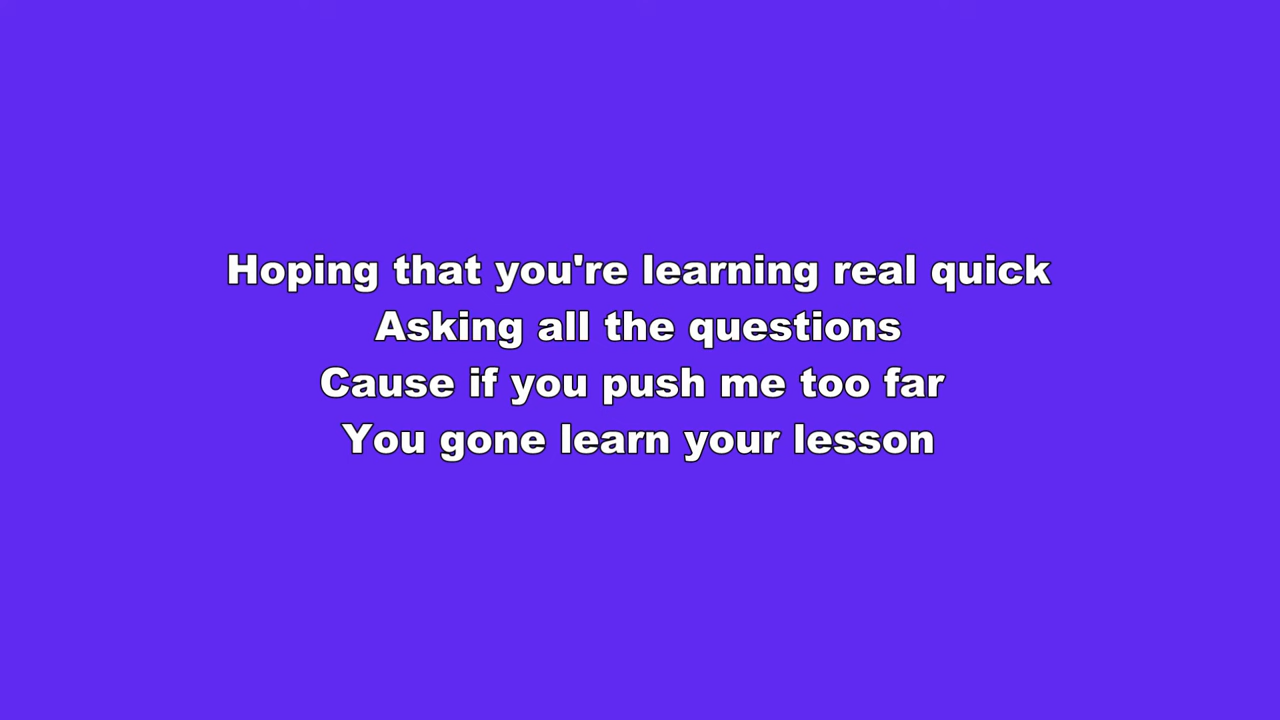 Hoping that you're learning real quick
Asking all the questions
Cause if you push me too far
You gone learn your lesson